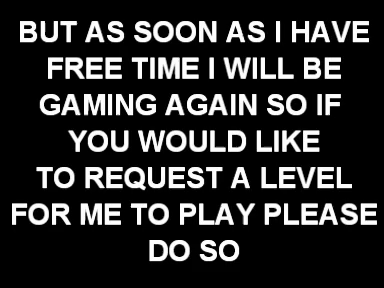 BUT AS SOON AS I HAVE
FREE TIME I WILL BE
GAMING AGAIN SO IF
YOU WOULD LIKE
TO REQUEST A LEVEL
FOR ME TO PLAY PLEASE
DO SO